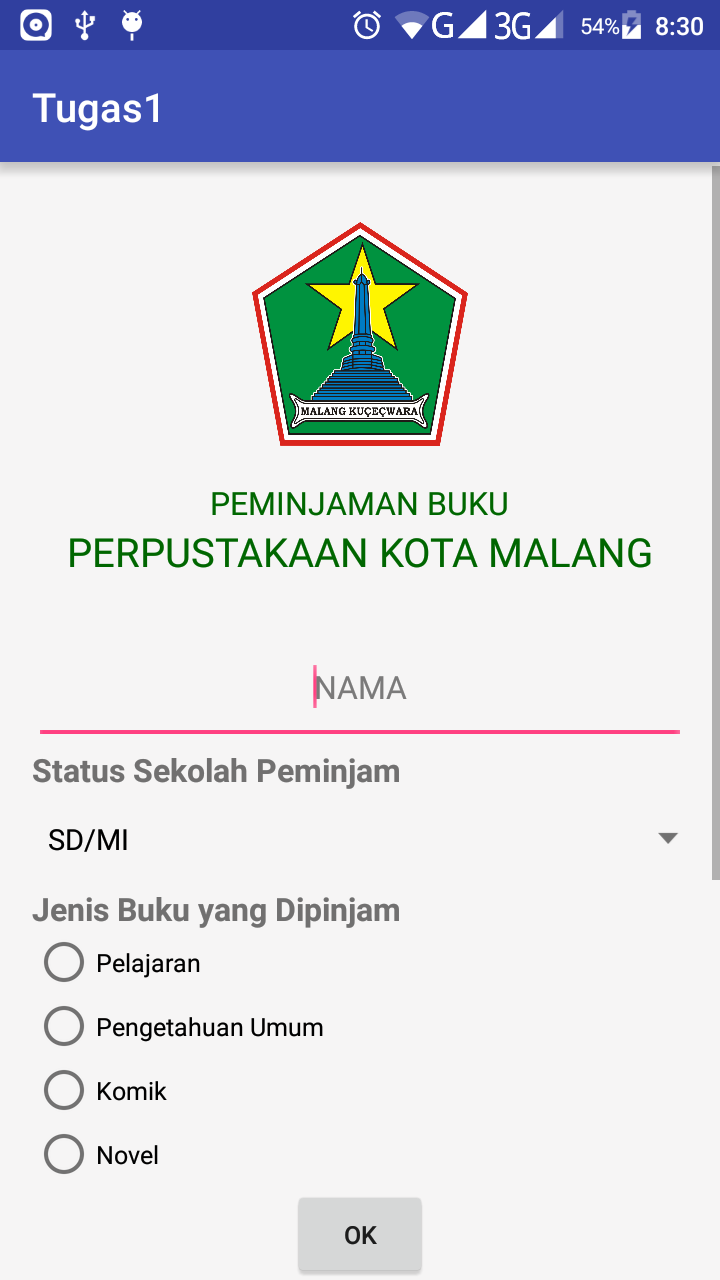 G 3G 54% 8:30
Tugas1
MALANG KUÇEÇWARA
PEMINJAMAN BUKU
PERPUSTAKAAN KOTA MALANG
NAMA
Status Sekolah Peminjam
SD/MI
Jenis Buku yang Dipinjam
Pelajaran
Pengetahuan Umum
Komik
Novel
OK